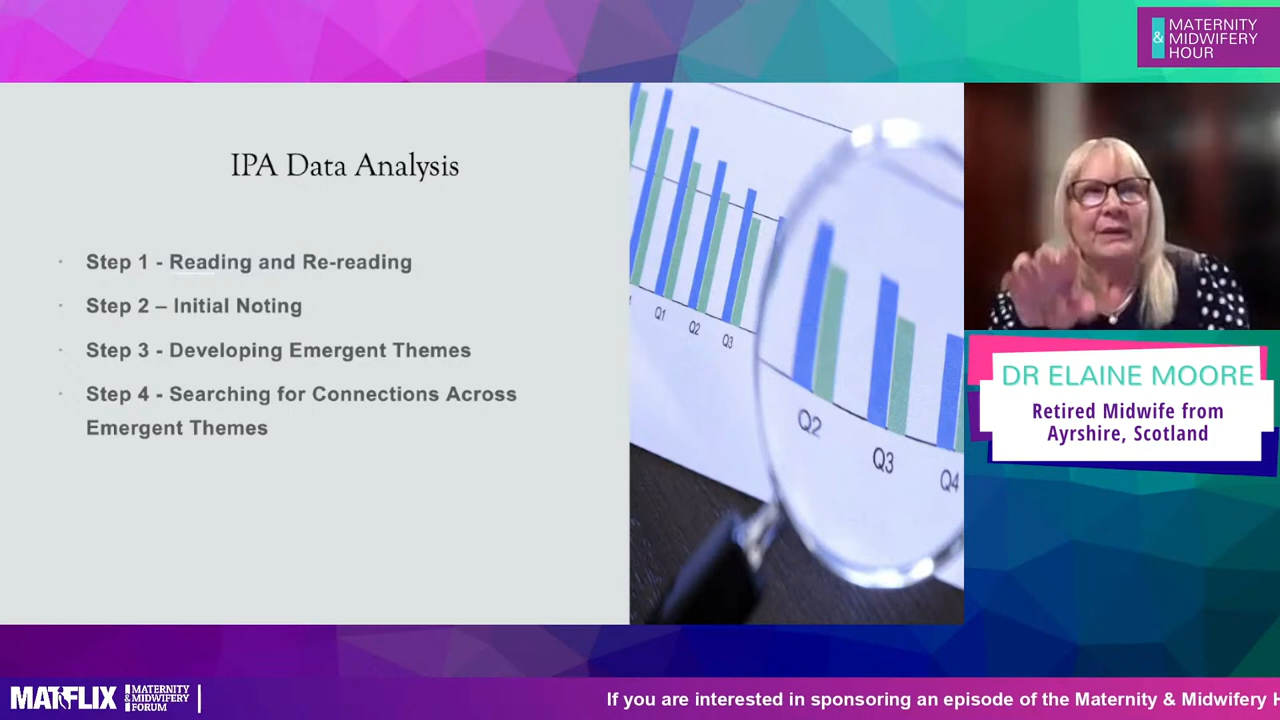 MATERNITY
& MIDWIFERY
HOUR
IPA Data Analysis
· Step 1 - Reading and Re-reading
· Step 2 – Initial Noting
· Step 3 - Developing Emergent Themes
· Step 4 - Searching for Connections Across
Emergent Themes
Q1
Q2
Q3
Q2
Q3
Q4
DR ELAINE MOORE
Retired Midwife from
Ayrshire, Scotland
MATFLIX
MATERNITY
& MIDWIFERY
FORUM
If you are interested in sponsoring an episode of the Maternity & Midwifery H